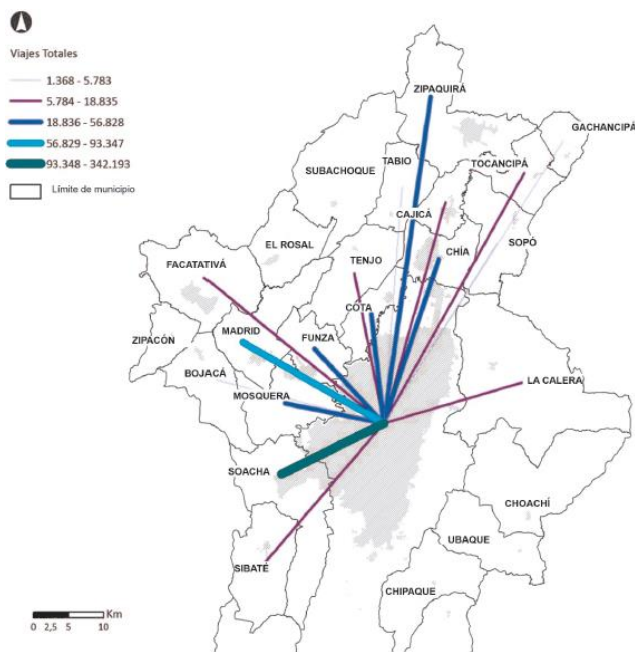 Viajes Totales
1.368 - 5.783
5.784 - 18.835
18.836 - 56.828
56.829 - 93.347
93.348 - 342.193
Límite de municipio
ZIPAQUIRÁ
GACHANCIPÁ
TABIO
TOCANCIPÁ
SUBACHOQUE
CAJICÁ
EL ROSAL
SOPÓ
CHÍA
TENJO
FACATATIVÁ
COTA
MADRID
FUNZA
ZIPACÓN
BOJACÁ
LA CALERA
MOSQUERA
SOACHA
CHOACHÍ
UBAQUE
SIBATÉ
CHIPAQUE
Km
0 2,5 5 10